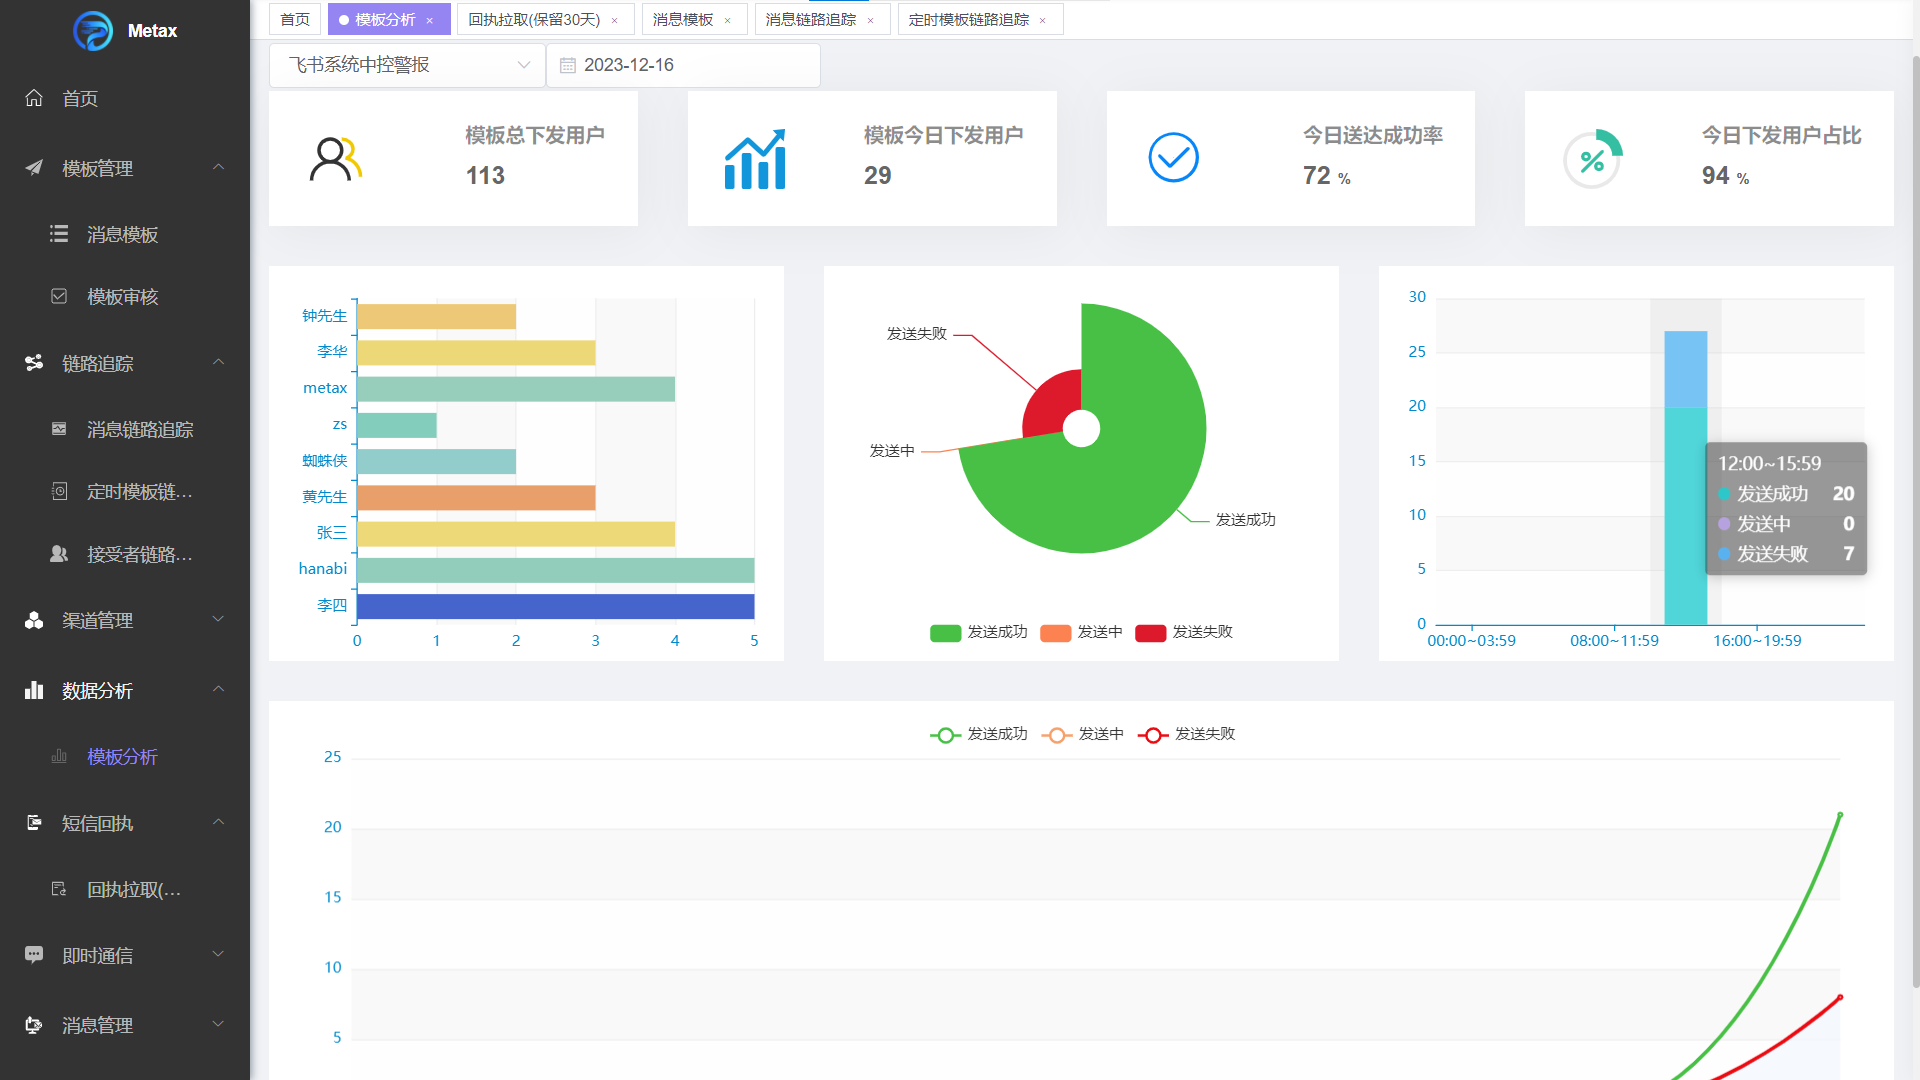 Metax
首页
模板管理
消息模板
模板审核
链路追踪
消息链路追踪
定时模板链...
接受者链路...
渠道管理
数据分析
模板分析
短信回执
回执拉取(...
即时通信
消息管理
首页
模板分析 ×
回执拉取(保留30天) ×
消息模板 ×
消息链路追踪 ×
定时模板链路追踪 ×
飞书系统中控警报
2023-12-16
模板总下发用户
113
模板今日下发用户
29
今日送达成功率
72 %
%
今日下发用户占比
94 %
钟先生
李华
metax
zs
蜘蛛侠
黄先生
张三
hanabi
李四
0 1 2 3 4 5
发送失败
发送中
发送成功
发送成功 发送中 发送失败
30
25
20
15
10
5
0
00:00~03:59 08:00~11:59 16:00~19:59
12:00~15:59
发送成功 20
发送中 0
发送失败 7
发送成功 发送中 发送失败
25
20
15
10
5